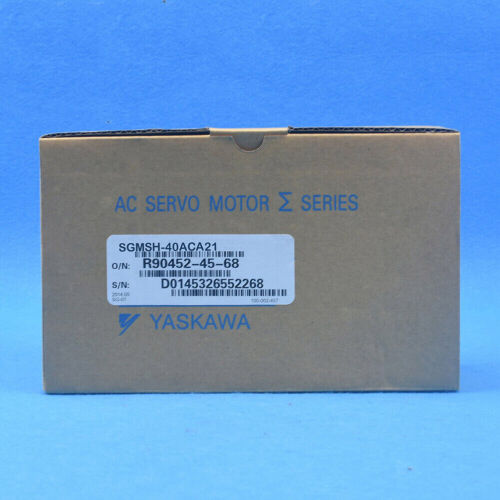 AC SERVO MOTOR Σ SERIES
SGMSH-40ACA21
O/N: R90452-45-68
S/N: D0145326552268
YASKAWA